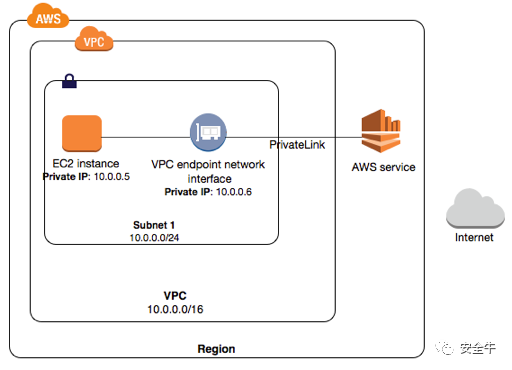 AWS
VPC
EC2 instance
Private IP: 10.0.0.5
VPC endpoint network
interface
Private IP: 10.0.0.6
PrivateLink
AWS service
Subnet 1
10.0.0.0/24
Internet
VPC
10.0.0.0/16
Region
安全牛